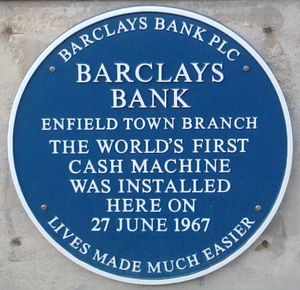 BARCLAYS BANK PLC
BARCLAYS
BANK
ENFIELD TOWN BRANCH
THE WORLD'S FIRST
CASH MACHINE
WAS INSTALLED
HERE ON
27 JUNE 1967
LIVES MADE MUCH EASIER